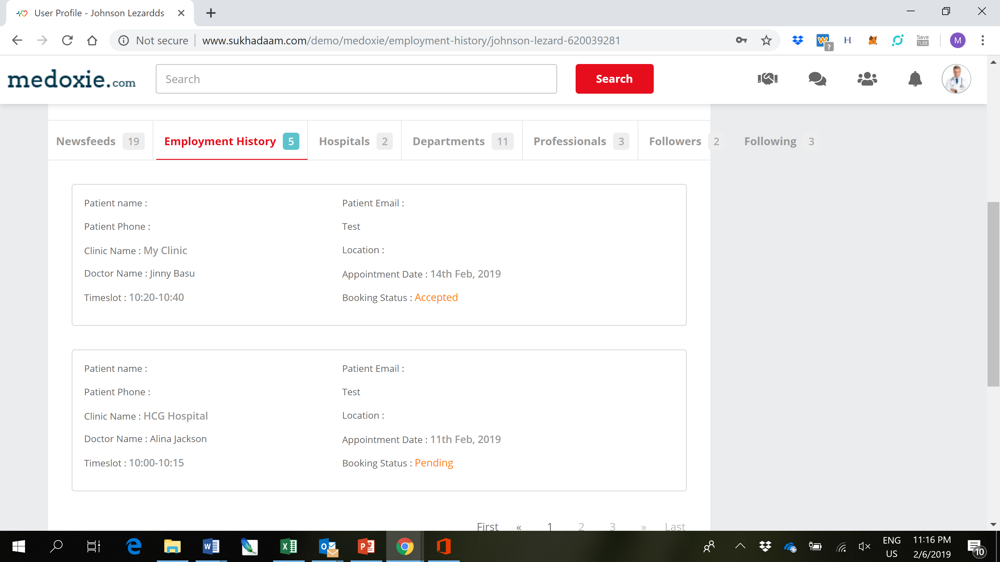 User Profile - Johnson Lezardds
Not secure www.sukhadaam.com/demo/medoxie/employment-history/johnson-lezard-620039281
W ? H Save TUBE M
medoxie.com Search Search
Newsfeeds 19 Employment History 5 Hospitals 2 Departments 11 Professionals 3 Followers 2 Following 3
Patient name : Patient Email :
Patient Phone : Test
Clinic Name : My Clinic Location :
Doctor Name : Jinny Basu Appointment Date : 14th Feb, 2019
Timeslot : 10:20-10:40 Booking Status : Accepted
Patient name : Patient Email :
Patient Phone : Test
Clinic Name : HCG Hospital Location :
Doctor Name : Alina Jackson Appointment Date : 11th Feb, 2019
Timeslot : 10:00-10:15 Booking Status : Pending
First « 1 2 3 » Last
ENG 11:16 PM
US 2/6/2019 10